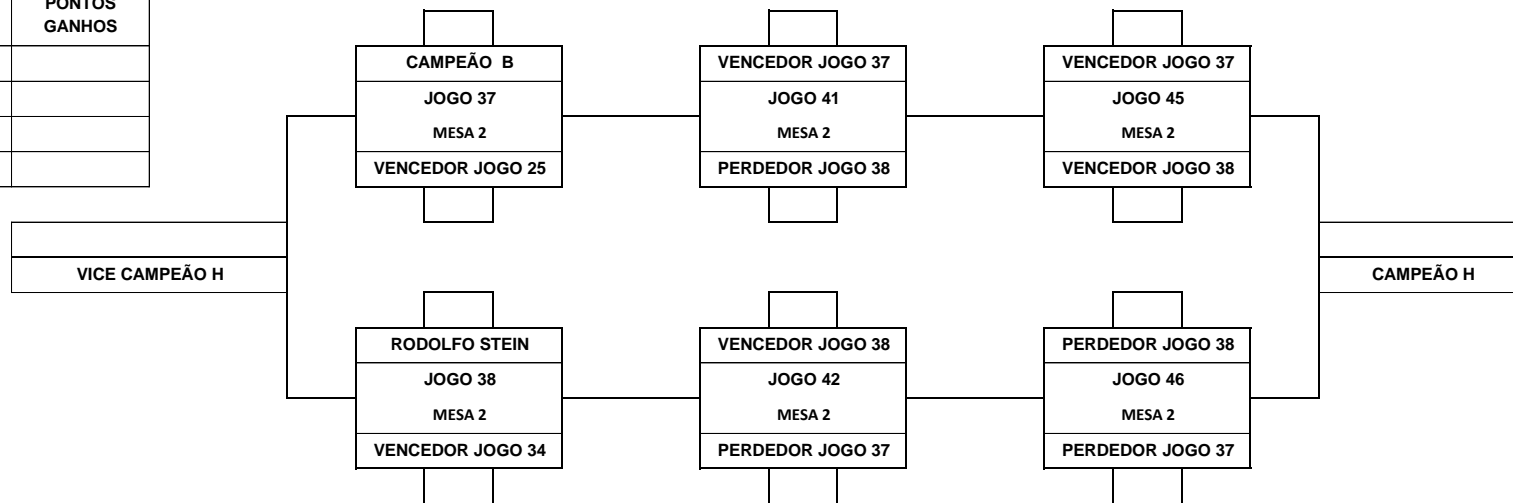 PONTOS
GANHOS
CAMPEÃO B
JOGO 37
MESA 2
VENCEDOR JOGO 25
VENCEDOR JOGO 37
JOGO 41
MESA 2
PERDEDOR JOGO 38
VENCEDOR JOGO 37
JOGO 45
MESA 2
VENCEDOR JOGO 38
VICE CAMPEÃO H
CAMPEÃO H
RODOLFO STEIN
JOGO 38
MESA 2
VENCEDOR JOGO 34
VENCEDOR JOGO 38
JOGO 42
MESA 2
PERDEDOR JOGO 37
PERDEDOR JOGO 38
JOGO 46
MESA 2
PERDEDOR JOGO 37